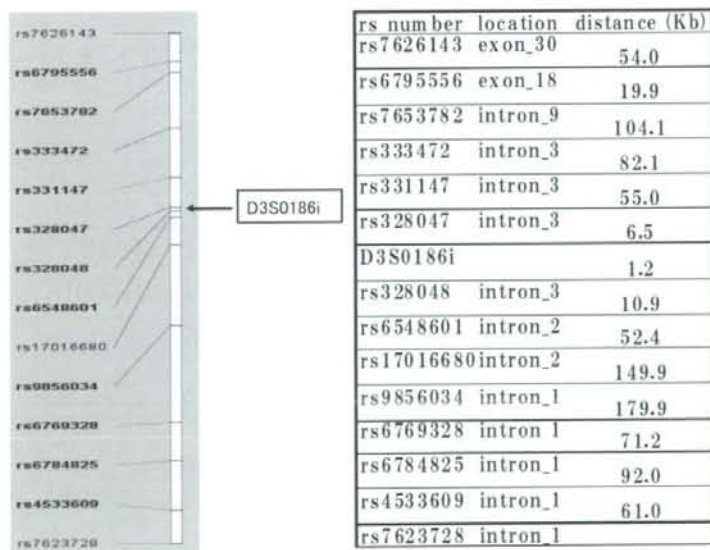 rs7626143
rs6795556
rs7653782
rs333472
rs331147
rs328047
rs328048
rs6548601
rs17016680
rs9856034
rs6769328
rs6784825
rs4533609
rs7623728
D3S0186i
rs number location distance (Kb)
rs7626143 exon_30
54.0
rs6795556 exon_18
19.9
rs7653782 intron_9
104.1
rs333472 intron_3
82.1
rs331147 intron_3
55.0
rs328047 intron_3
6.5
D3S0186i
1.2
rs328048 intron_3
10.9
rs6548601 intron_2
52.4
rs17016680 intron_2
149.9
rs9856034 intron_1
179.9
rs6769328 intron 1
71.2
rs6784825 intron_1
92.0
rs4533609 intron_1
61.0
rs7623728 intron_1